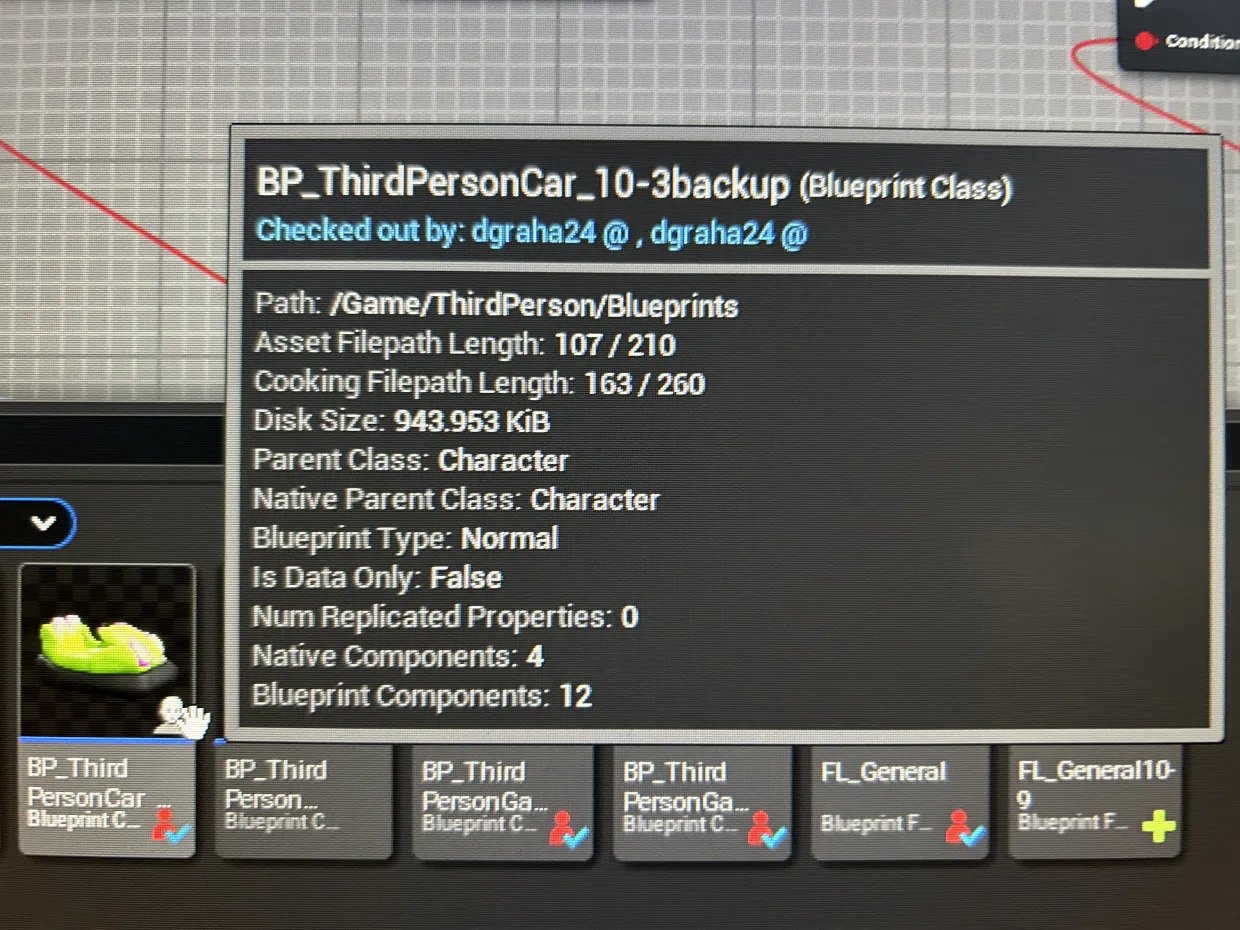 Condition
BP_ThirdPersonCar_10-3backup (Blueprint Class)
Checked out by: dgraha24 @ , dgraha24 @
Path: /Game/ThirdPerson/Blueprints
Asset Filepath Length: 107 / 210
Cooking Filepath Length: 163 / 260
Disk Size: 943.953 KiB
Parent Class: Character
Native Parent Class: Character
Blueprint Type: Normal
Is Data Only: False
Num Replicated Properties: 0
Native Components: 4
Blueprint Components: 12
BP_Third
PersonCar_...
Blueprint C...
BP_Third
Person...
Blueprint C...
BP_Third
PersonGa...
Blueprint C...
BP_Third
PersonGa...
Blueprint C...
FL_General
Blueprint F...
FL_General10-
9
Blueprint F...